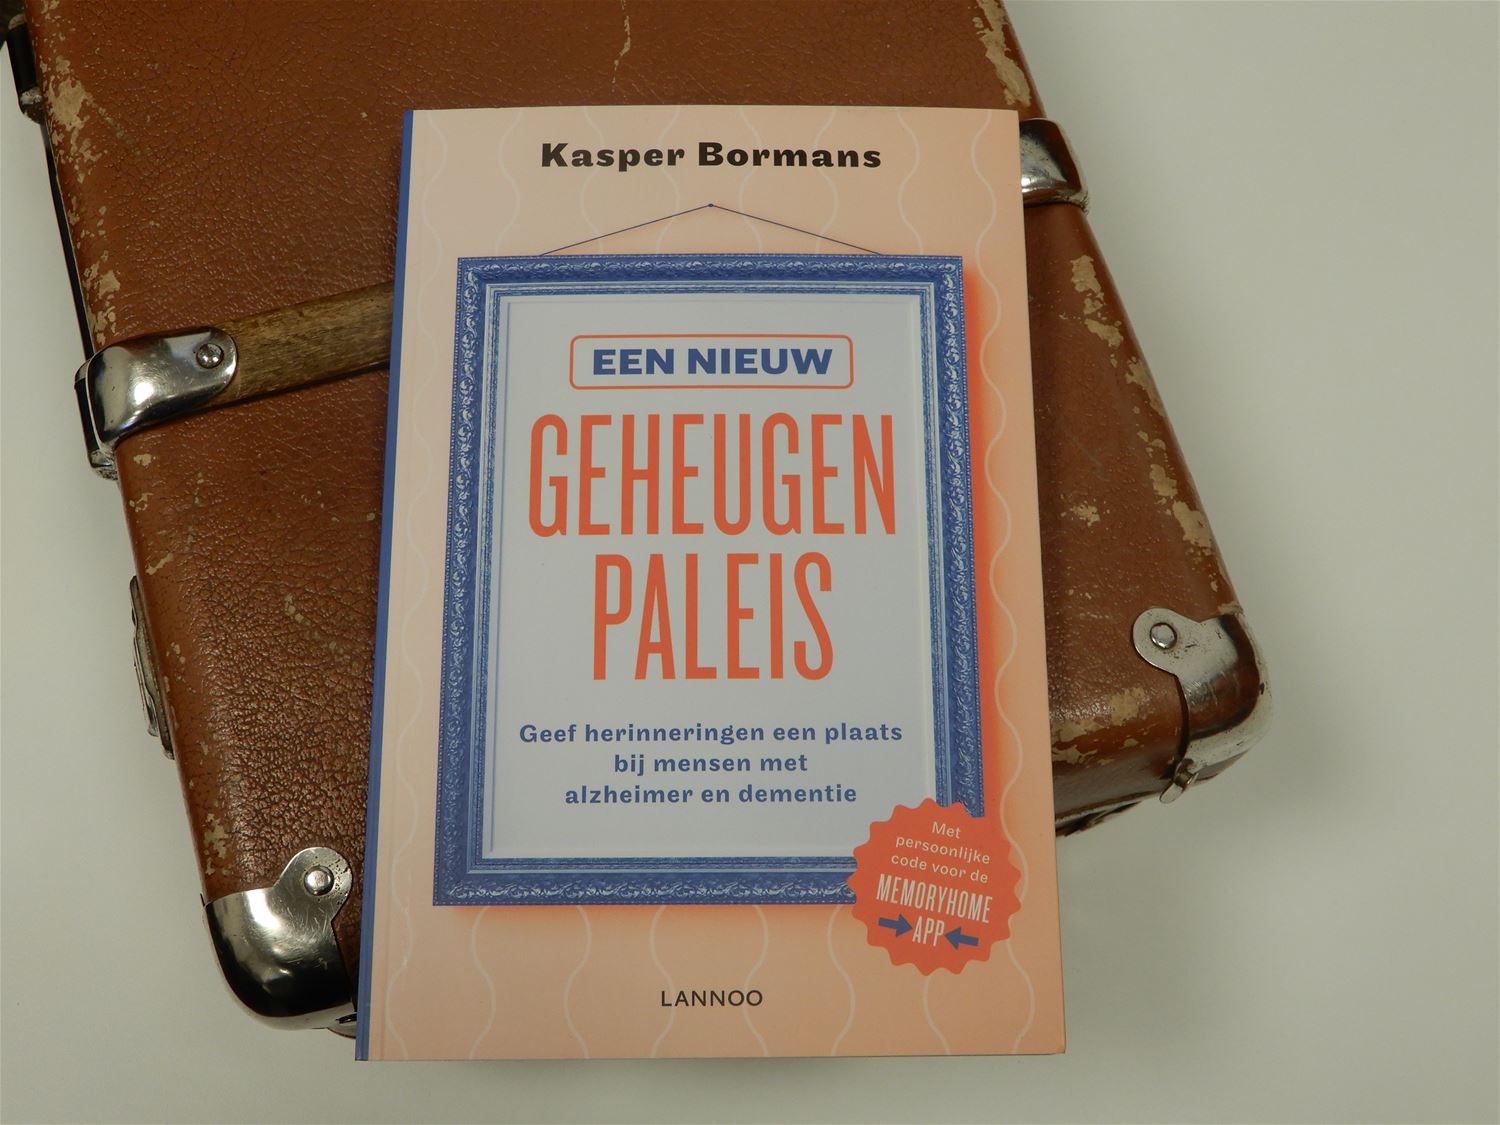 Kasper Bormans
EEN NIEUW
GEHEUGEN
PALEIS
Geef herinneringen een plaats
bij mensen met
alzheimer en dementie
Met
persoonlijke
code voor de
MEMORYHOME
APP
LANNOO